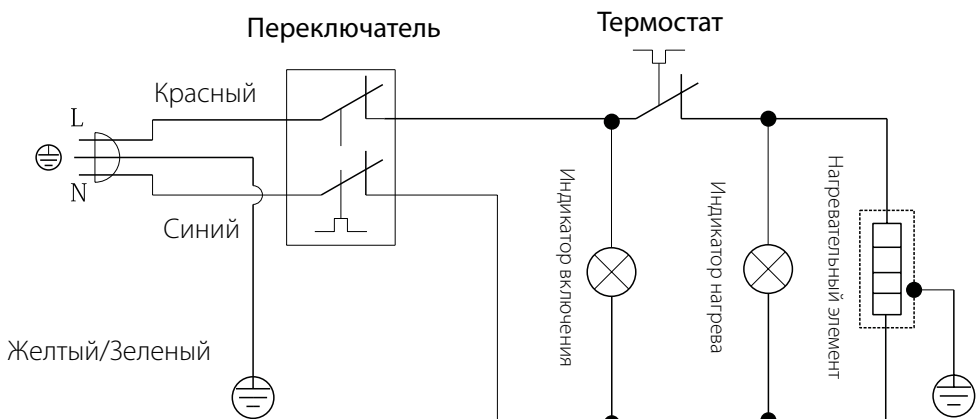 Переключатель
Термостат
Красный
L
N
Синий
Желтый/Зеленый
Индикатор включения
Индикатор нагрева
Нагревательный элемент